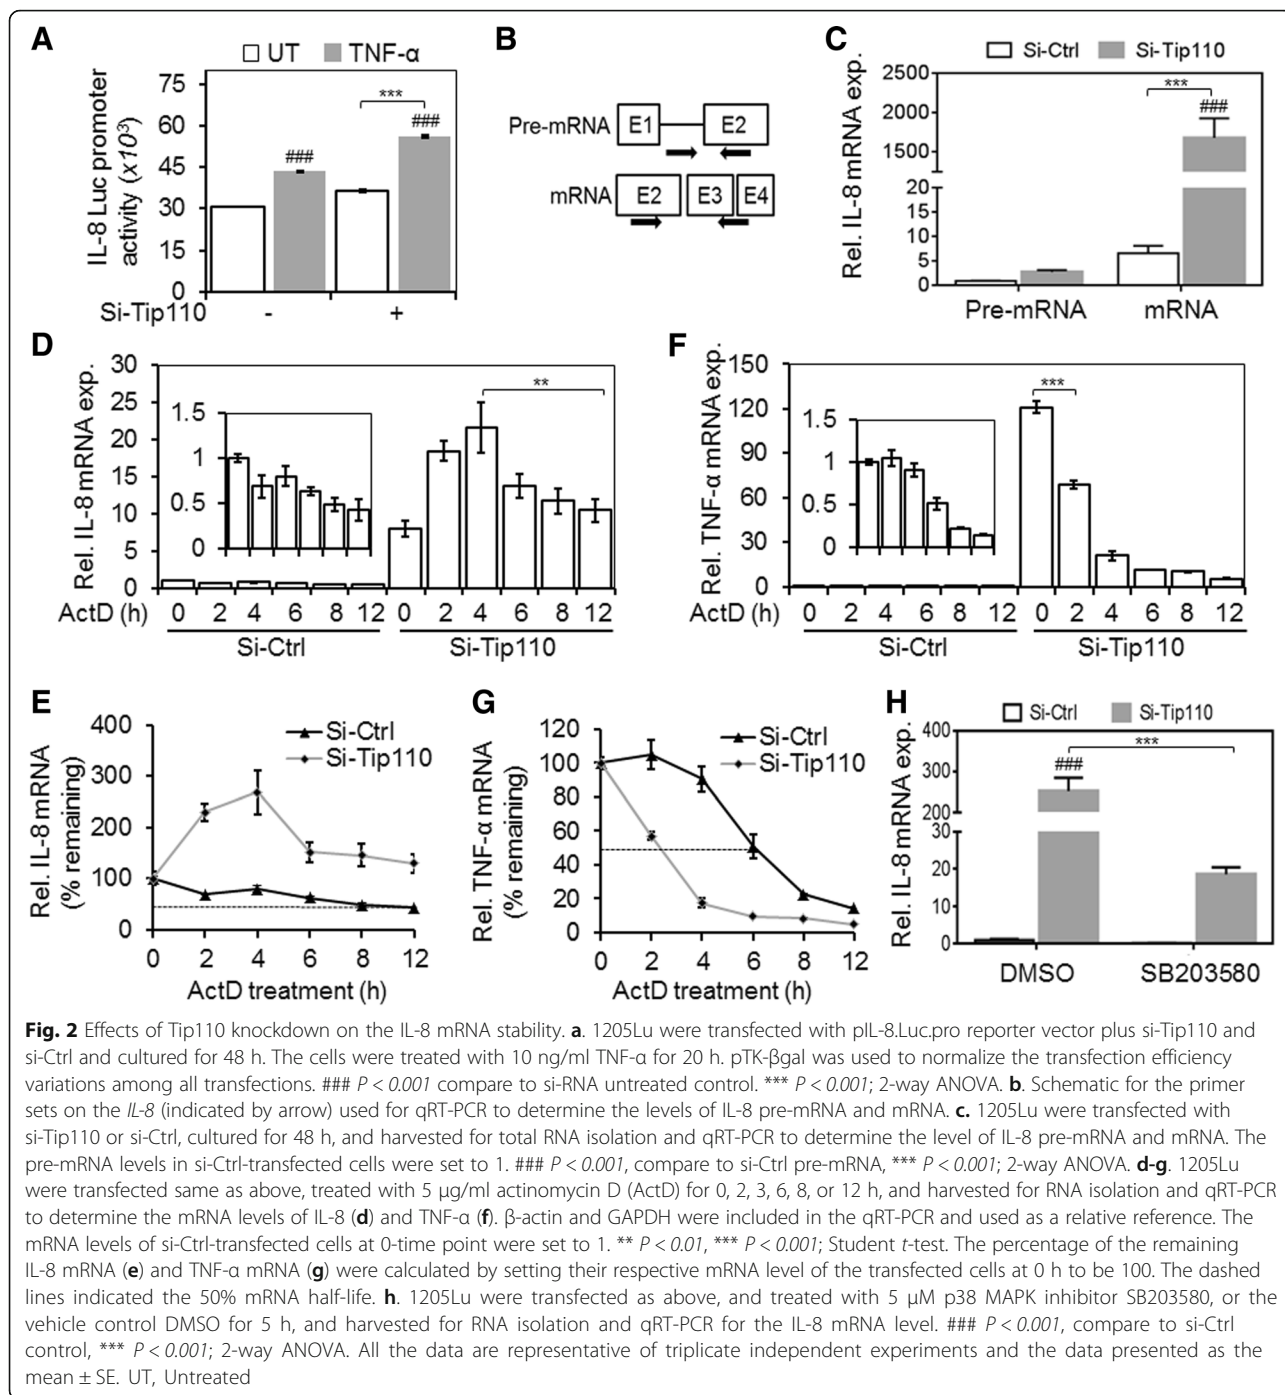 A
UT TNF-α
IL-8 Luc promoter
activity (x10³)
75
60
45
30
15
0
###
***
###
Si-Tip110 - +
B
Pre-mRNA E1 E2
mRNA E2 E3 E4
C
Si-Ctrl Si-Tip110
Rel. IL-8 mRNA exp.
2500
2000
1500
20
15
10
5
0
***
###
Pre-mRNA mRNA
D
Rel. IL-8 mRNA exp.
30
25
20
15
10
5
0
1.5
1
0.5
0
**
ActD (h) 0 2 4 6 8 12 0 2 4 6 8 12
Si-Ctrl Si-Tip110
F
Rel. TNF-α mRNA exp.
150
120
90
60
30
0
1.5
1
0.5
0
***
ActD (h) 0 2 4 6 8 12 0 2 4 6 8 12
Si-Ctrl Si-Tip110
E
Rel. IL-8 mRNA
(% remaining)
400
300
200
100
0
Si-Ctrl
Si-Tip110
0 2 4 6 8 12
ActD treatment (h)
G
Rel. TNF-α mRNA
(% remaining)
120
100
80
60
40
20
0
Si-Ctrl
Si-Tip110
0 2 4 6 8 12
ActD treatment (h)
H
Si-Ctrl Si-Tip110
Rel. IL-8 mRNA exp.
400
300
200
30
20
10
0
***
###
DMSO SB203580
Fig. 2 Effects of Tip110 knockdown on the IL-8 mRNA stability. a. 1205Lu were transfected with pIL-8.Luc.pro reporter vector plus si-Tip110 and
si-Ctrl and cultured for 48 h. The cells were treated with 10 ng/ml TNF-α for 20 h. pTK-βgal was used to normalize the transfection efficiency
variations among all transfections. ### P < 0.001 compare to si-RNA untreated control. *** P < 0.001; 2-way ANOVA. b. Schematic for the primer
sets on the IL-8 (indicated by arrow) used for qRT-PCR to determine the levels of IL-8 pre-mRNA and mRNA. c. 1205Lu were transfected with
si-Tip110 or si-Ctrl, cultured for 48 h, and harvested for total RNA isolation and qRT-PCR to determine the level of IL-8 pre-mRNA and mRNA. The
pre-mRNA levels in si-Ctrl-transfected cells were set to 1. ### P < 0.001, compare to si-Ctrl pre-mRNA, *** P < 0.001; 2-way ANOVA. d-g. 1205Lu
were transfected same as above, treated with 5 μg/ml actinomycin D (ActD) for 0, 2, 3, 6, 8, or 12 h, and harvested for RNA isolation and qRT-PCR
to determine the mRNA levels of IL-8 (d) and TNF-α (f). β-actin and GAPDH were included in the qRT-PCR and used as a relative reference. The
mRNA levels of si-Ctrl-transfected cells at 0-time point were set to 1. ** P < 0.01, *** P < 0.001; Student t-test. The percentage of the remaining
IL-8 mRNA (e) and TNF-α mRNA (g) were calculated by setting their respective mRNA level of the transfected cells at 0 h to be 100. The dashed
lines indicated the 50% mRNA half-life. h. 1205Lu were transfected as above, and treated with 5 μM p38 MAPK inhibitor SB203580, or the
vehicle control DMSO for 5 h, and harvested for RNA isolation and qRT-PCR for the IL-8 mRNA level. ### P < 0.001, compare to si-Ctrl
control, *** P < 0.001; 2-way ANOVA. All the data are representative of triplicate independent experiments and the data presented as the
mean ± SE. UT, Untreated